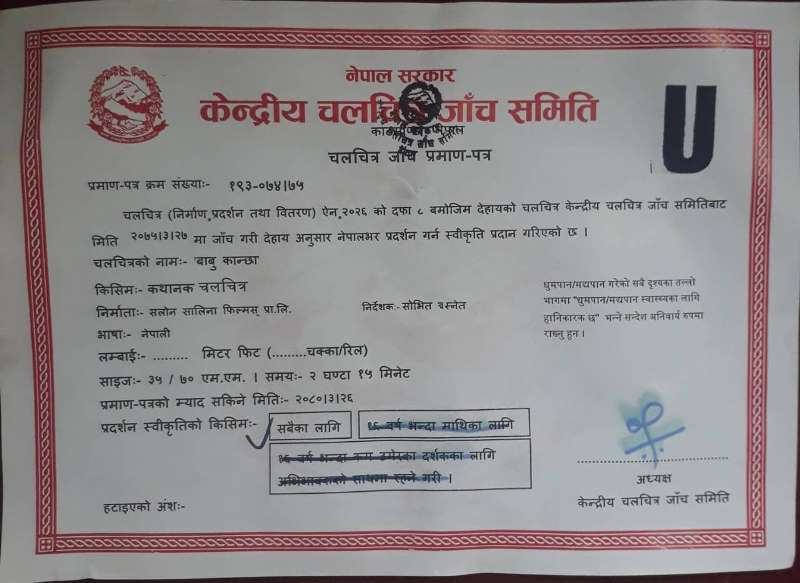 नेपाल सरकार
केन्द्रीय चलचित्र जाँच समिति
चलचित्र जाँच प्रमाण-पत्र
U
प्रमाण-पत्र क्रम संख्याः- १९३-०७४/७५
चलचित्र (निर्माण,प्रदर्शन तथा वितरण) ऐन,२०२६ को दफा ८ बमोजिम देहायको चलचित्र केन्द्रीय चलचित्र जाँच समितिबाट
मिति २०७५/३/२७ मा जाँच गरी देहाय अनुसार नेपालभर प्रदर्शन गर्न स्वीकृति प्रदान गरिएको छ ।
चलचित्रको नामः- 'बाबु कान्छा
किसिमः- कथानक चलचित्र
निर्माताः- सलोन सालिना फिल्मस् प्रा.लि. निर्देशकः- सोभित बस्नेत
भाषाः- नेपाली
लम्बाईः- ......... मिटर फिट (.........चक्का/रिल)
साइजः- ३५ / ७० एम.एम. । समयः- २ घण्टा १५ मिनेट
प्रमाण-पत्रको म्याद सकिने मितिः- २०८०/३/२६
धुमपान/मद्यपान गरेको सबै दृश्यका तल्लो
भागमा "धुमपान/मद्यपान स्वास्थ्यका लागि
हानिकारक छ" भन्ने सन्देश अनिवार्य रुपमा
राख्नु हुन ।
प्रदर्शन स्वीकृतिको किसिमः- सबैका लागि १६ वर्ष भन्दा माथिका लागि
१६ वर्ष भन्दा कम उमेरका दर्शकका लागि
अभिभावकको साथमा रहने गरी ।
हटाइएको अंशः-
अध्यक्ष
केन्द्रीय चलचित्र जाँच समिति